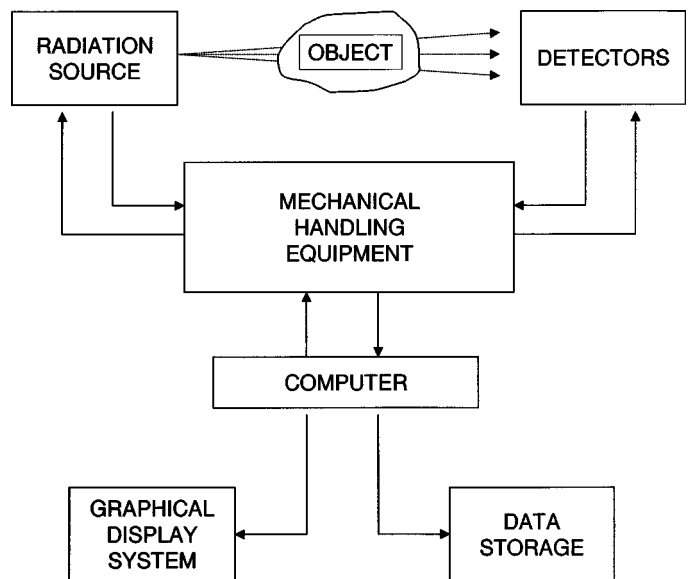 RADIATION
SOURCE
OBJECT
DETECTORS
MECHANICAL
HANDLING
EQUIPMENT
COMPUTER
GRAPHICAL
DISPLAY
SYSTEM
DATA
STORAGE